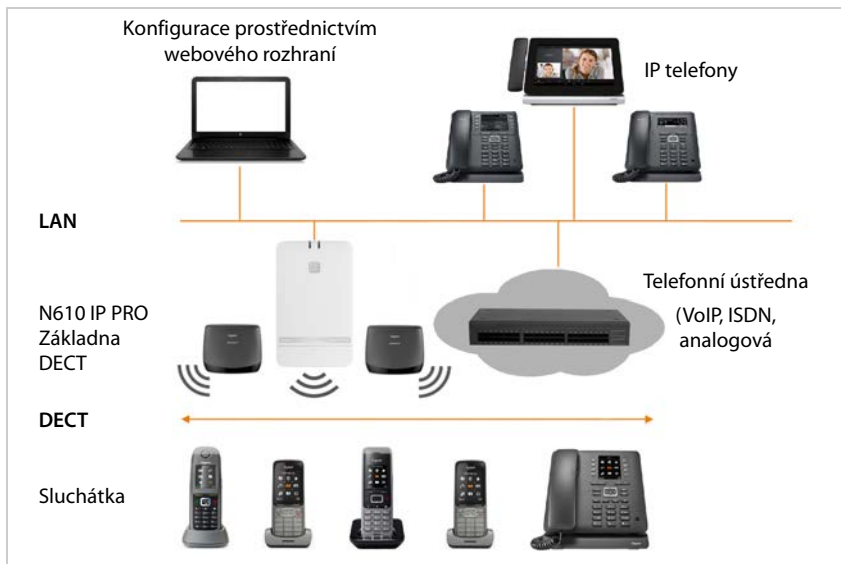 Konfigurace prostřednictvím
webového rozhraní
IP telefony
LAN
N610 IP PRO
Základna
DECT
Telefonní ústředna
(VoIP, ISDN,
analogová
DECT
Sluchátka